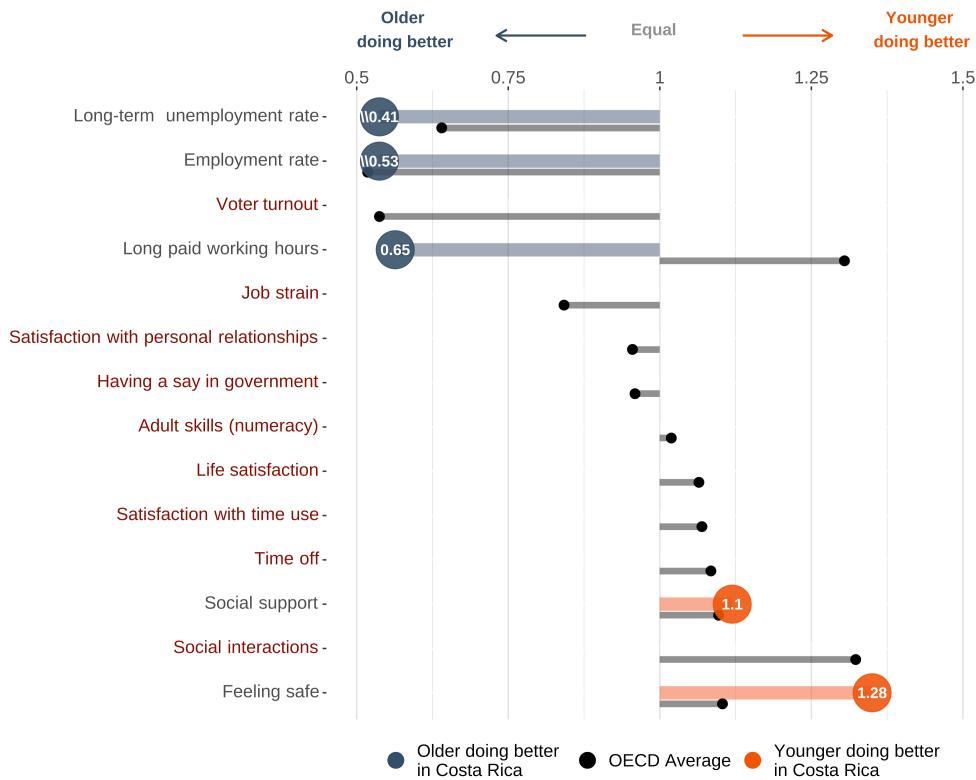 Older
doing better
Equal
Younger
doing better
0.5 0.75 1 1.25 1.5
Long-term unemployment rate
\\0.41
Employment rate
\\0.53
Voter turnout
Long paid working hours
0.65
Job strain
Satisfaction with personal relationships
Having a say in government
Adult skills (numeracy)
Life satisfaction
Satisfaction with time use
Time off
Social support
1.1
Social interactions
Feeling safe
1.28
Older doing better
in Costa Rica
OECD Average
Younger doing better
in Costa Rica